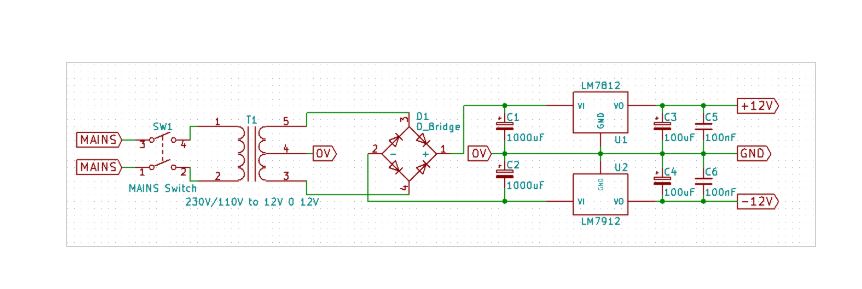 LM7812
MAINS
SW1
3
4
1
T1
5
D1
D_Bridge
3
C1
1000uF
VI
VO
GND
U1
C3
100uF
C5
100nF
+12V
MAINS
1
2
2
4
3
0V
2
-
+
1
4
0V
C2
1000uF
GND
U2
C4
100uF
C6
100nF
GND
MAINS Switch
230V/110V to 12V 0 12V
VI
VO
-12V
LM7912